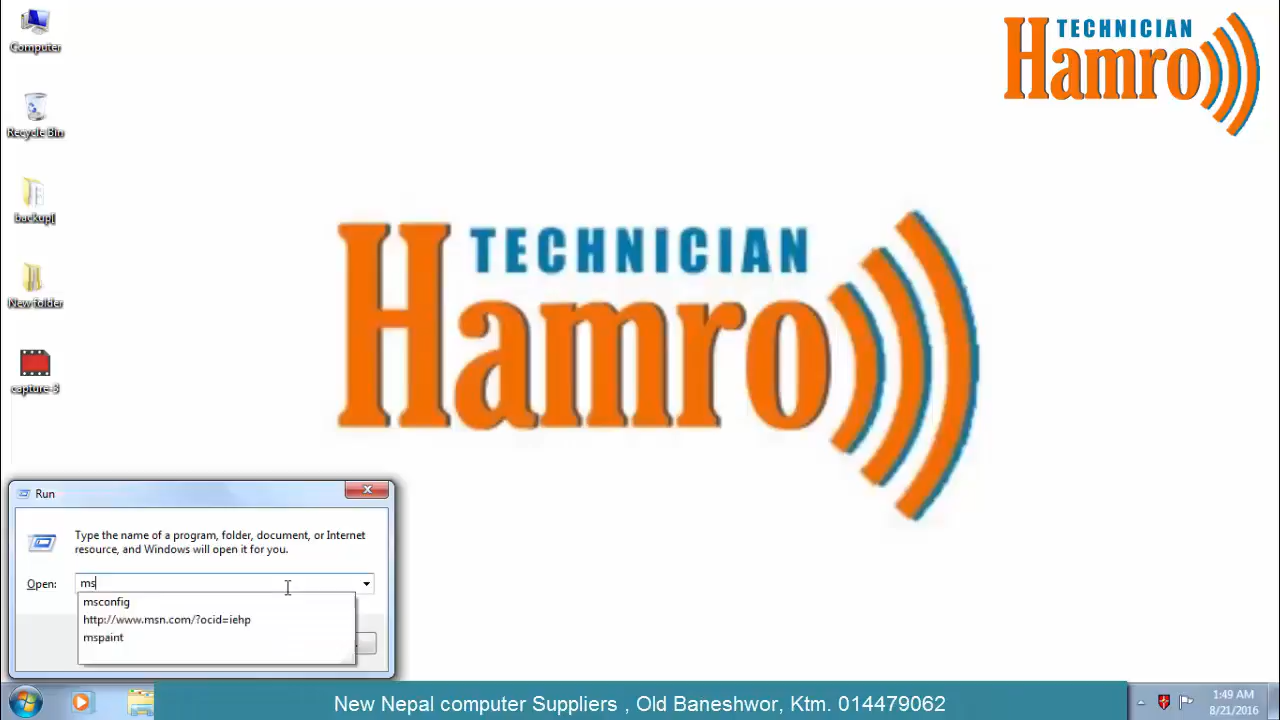 Computer
Recycle Bin
backup[
New folder
capture-3
TECHNICIAN
Hamro
TECHNICIAN
Hamro
Run
Type the name of a program, folder, document, or Internet
resource, and Windows will open it for you.
Open:
ms
msconfig
http://www.msn.com/?ocid=iehp
mspaint
New Nepal computer Suppliers , Old Baneshwor, Ktm. 014479062
1:49 AM
8/21/2016